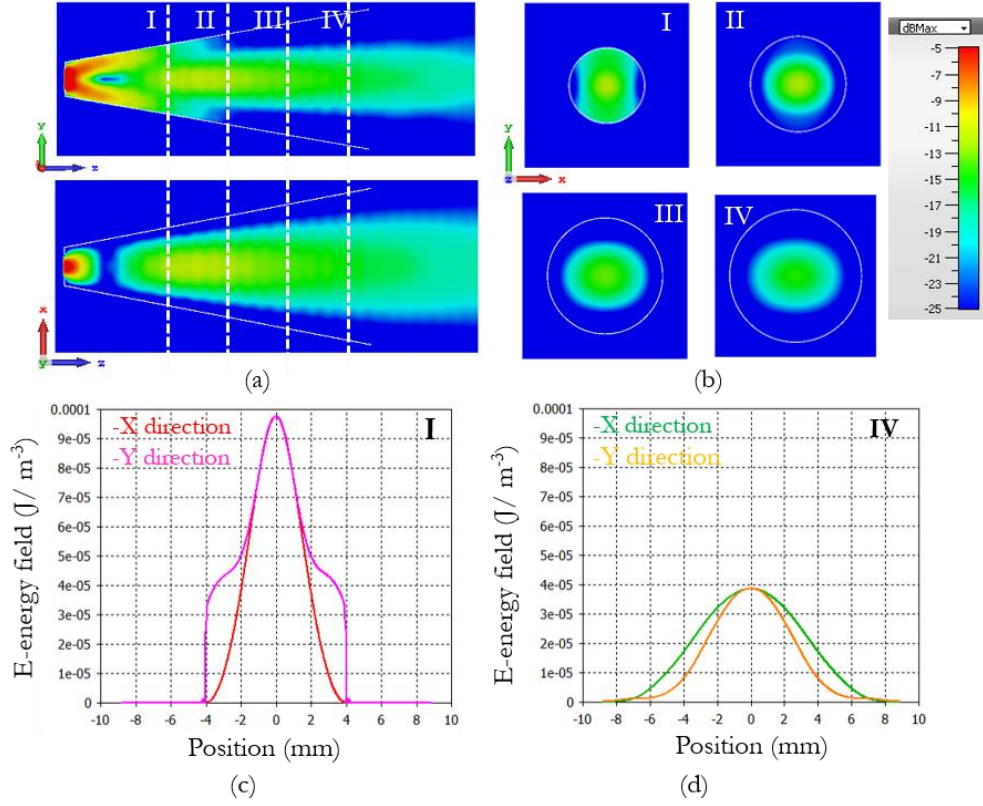 I II III IV
Y
z
x
y z
(a)
I II
Y
z x
III IV
(b)
dBMax
-5
-7
-9
-11
-13
-15
-17
-19
-21
-23
-25
0.0001
9e-05
8e-05
7e-05
6e-05
5e-05
4e-05
3e-05
2e-05
1e-05
0
-10 -8 -6 -4 -2 0 2 4 6 8 10
E-energy field (J/ m⁻³)
Position (mm)
-X direction
-Y direction
I
(c)
0.0001
9e-05
8e-05
7e-05
6e-05
5e-05
4e-05
3e-05
2e-05
1e-05
0
-10 -8 -6 -4 -2 0 2 4 6 8 10
E-energy field (J/ m⁻³)
Position (mm)
-X direction
-Y direction
IV
(d)